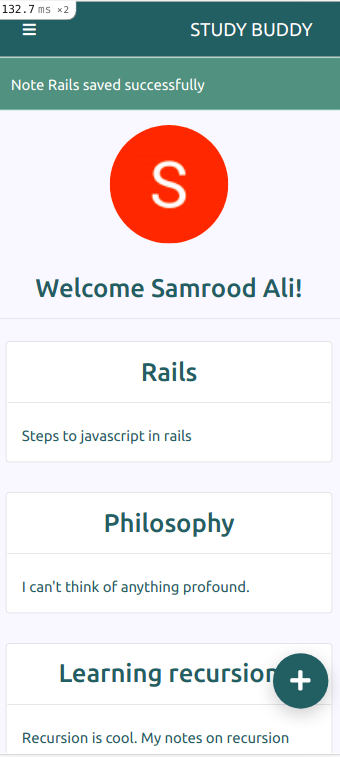 132.7 ms ×2
STUDY BUDDY
Note Rails saved successfully
S
Welcome Samrood Ali!
Rails
Steps to javascript in rails
Philosophy
I can't think of anything profound.
Learning recursion
Recursion is cool. My notes on recursion